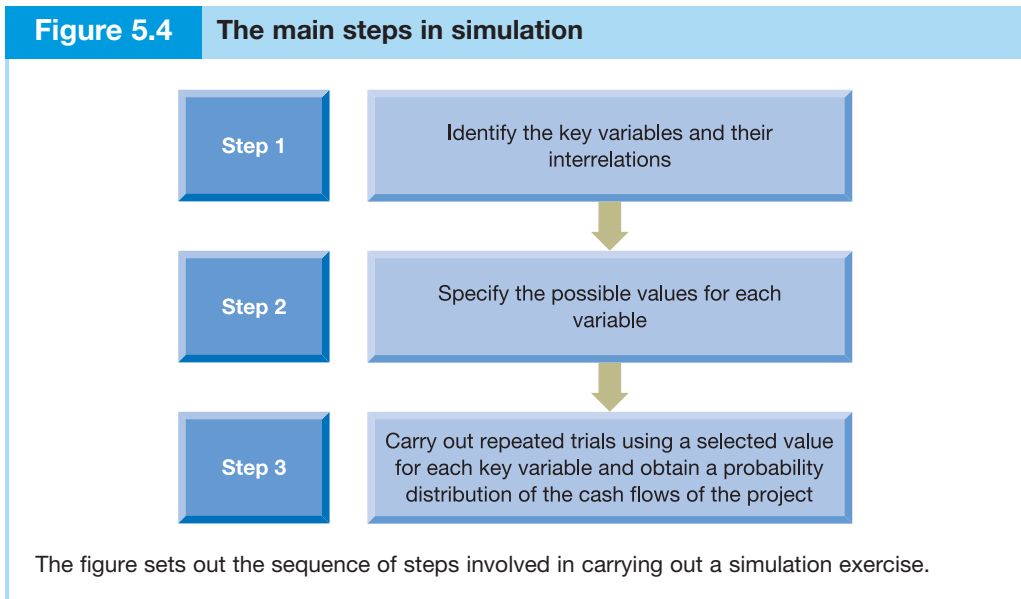 Figure 5.4 The main steps in simulation
Step 1
Identify the key variables and their
interrelations
Step 2
Specify the possible values for each
variable
Step 3
Carry out repeated trials using a selected value
for each key variable and obtain a probability
distribution of the cash flows of the project
The figure sets out the sequence of steps involved in carrying out a simulation exercise.